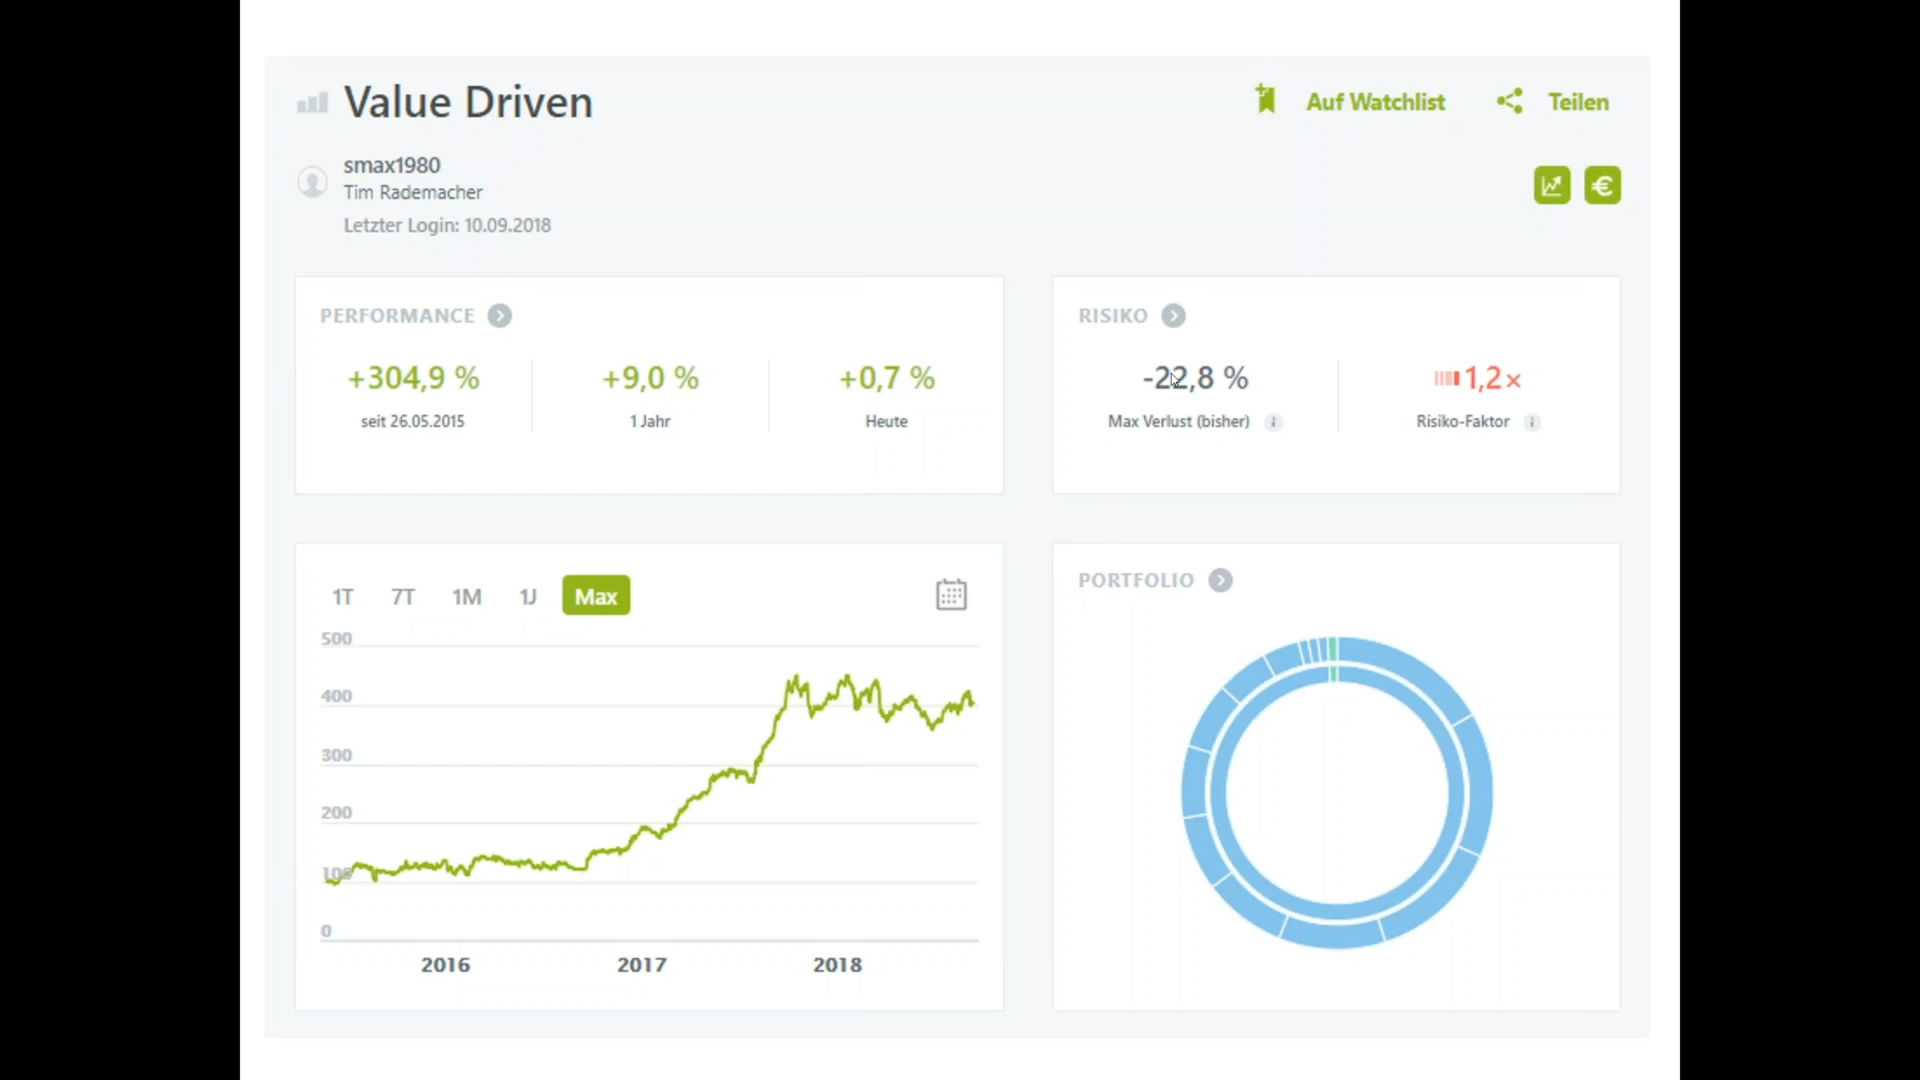 Value Driven
Auf Watchlist
Teilen
smax1980
Tim Rademacher
Letzter Login: 10.09.2018
PERFORMANCE
+304,9 %
+9,0 %
+0,7 %
seit 26.05.2015
1 Jahr
Heute
RISIKO
-22,8 %
1,2×
Max Verlust (bisher)
Risiko-Faktor
1T 7T 1M 1J Max
500
400
300
200
100
0
2016 2017 2018
PORTFOLIO